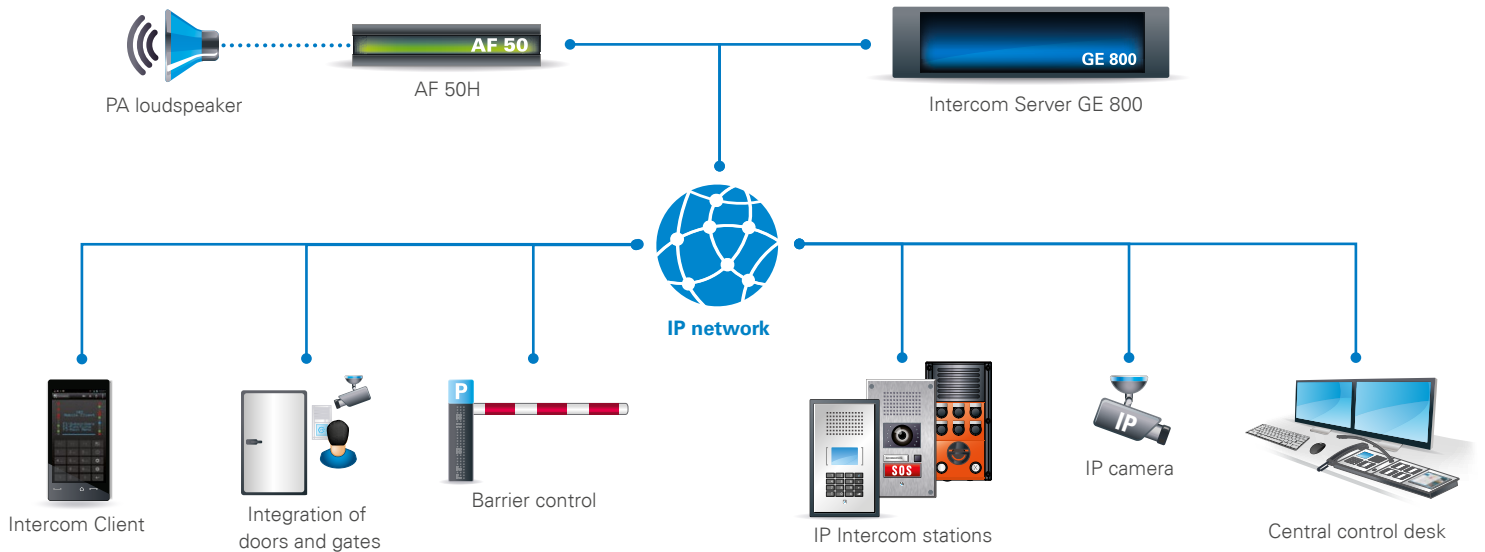 AF 50
GE 800
PA loudspeaker
AF 50H
Intercom Server GE 800
IP network
P
SOS
IP
Intercom Client
Integration of
doors and gates
Barrier control
IP Intercom stations
IP camera
Central control desk